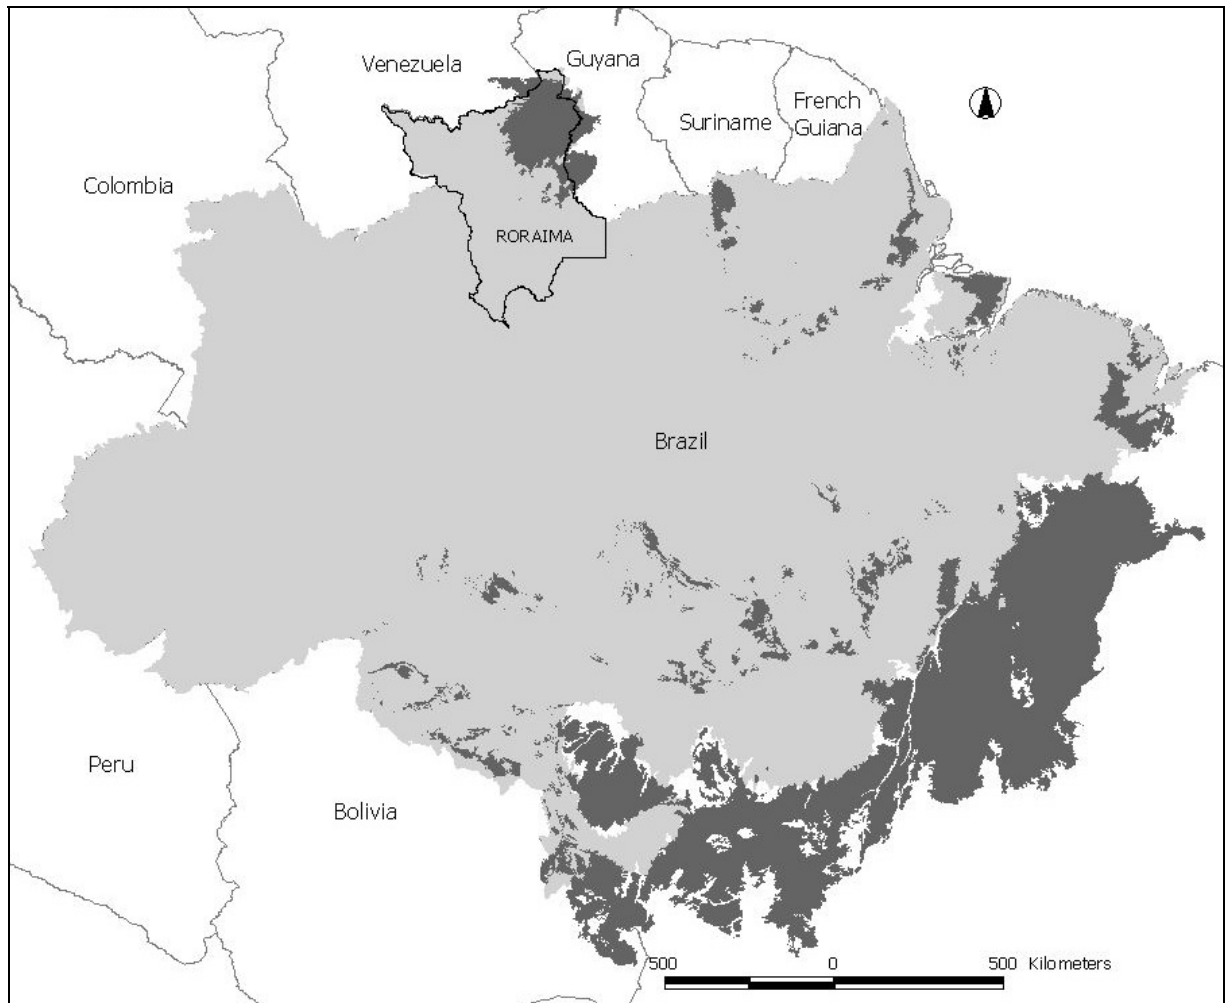 Venezuela
Guyana
Suriname
French
Guiana
Colombia
RORAIMA
Brazil
Peru
Bolivia
500 0 500 Kilometers